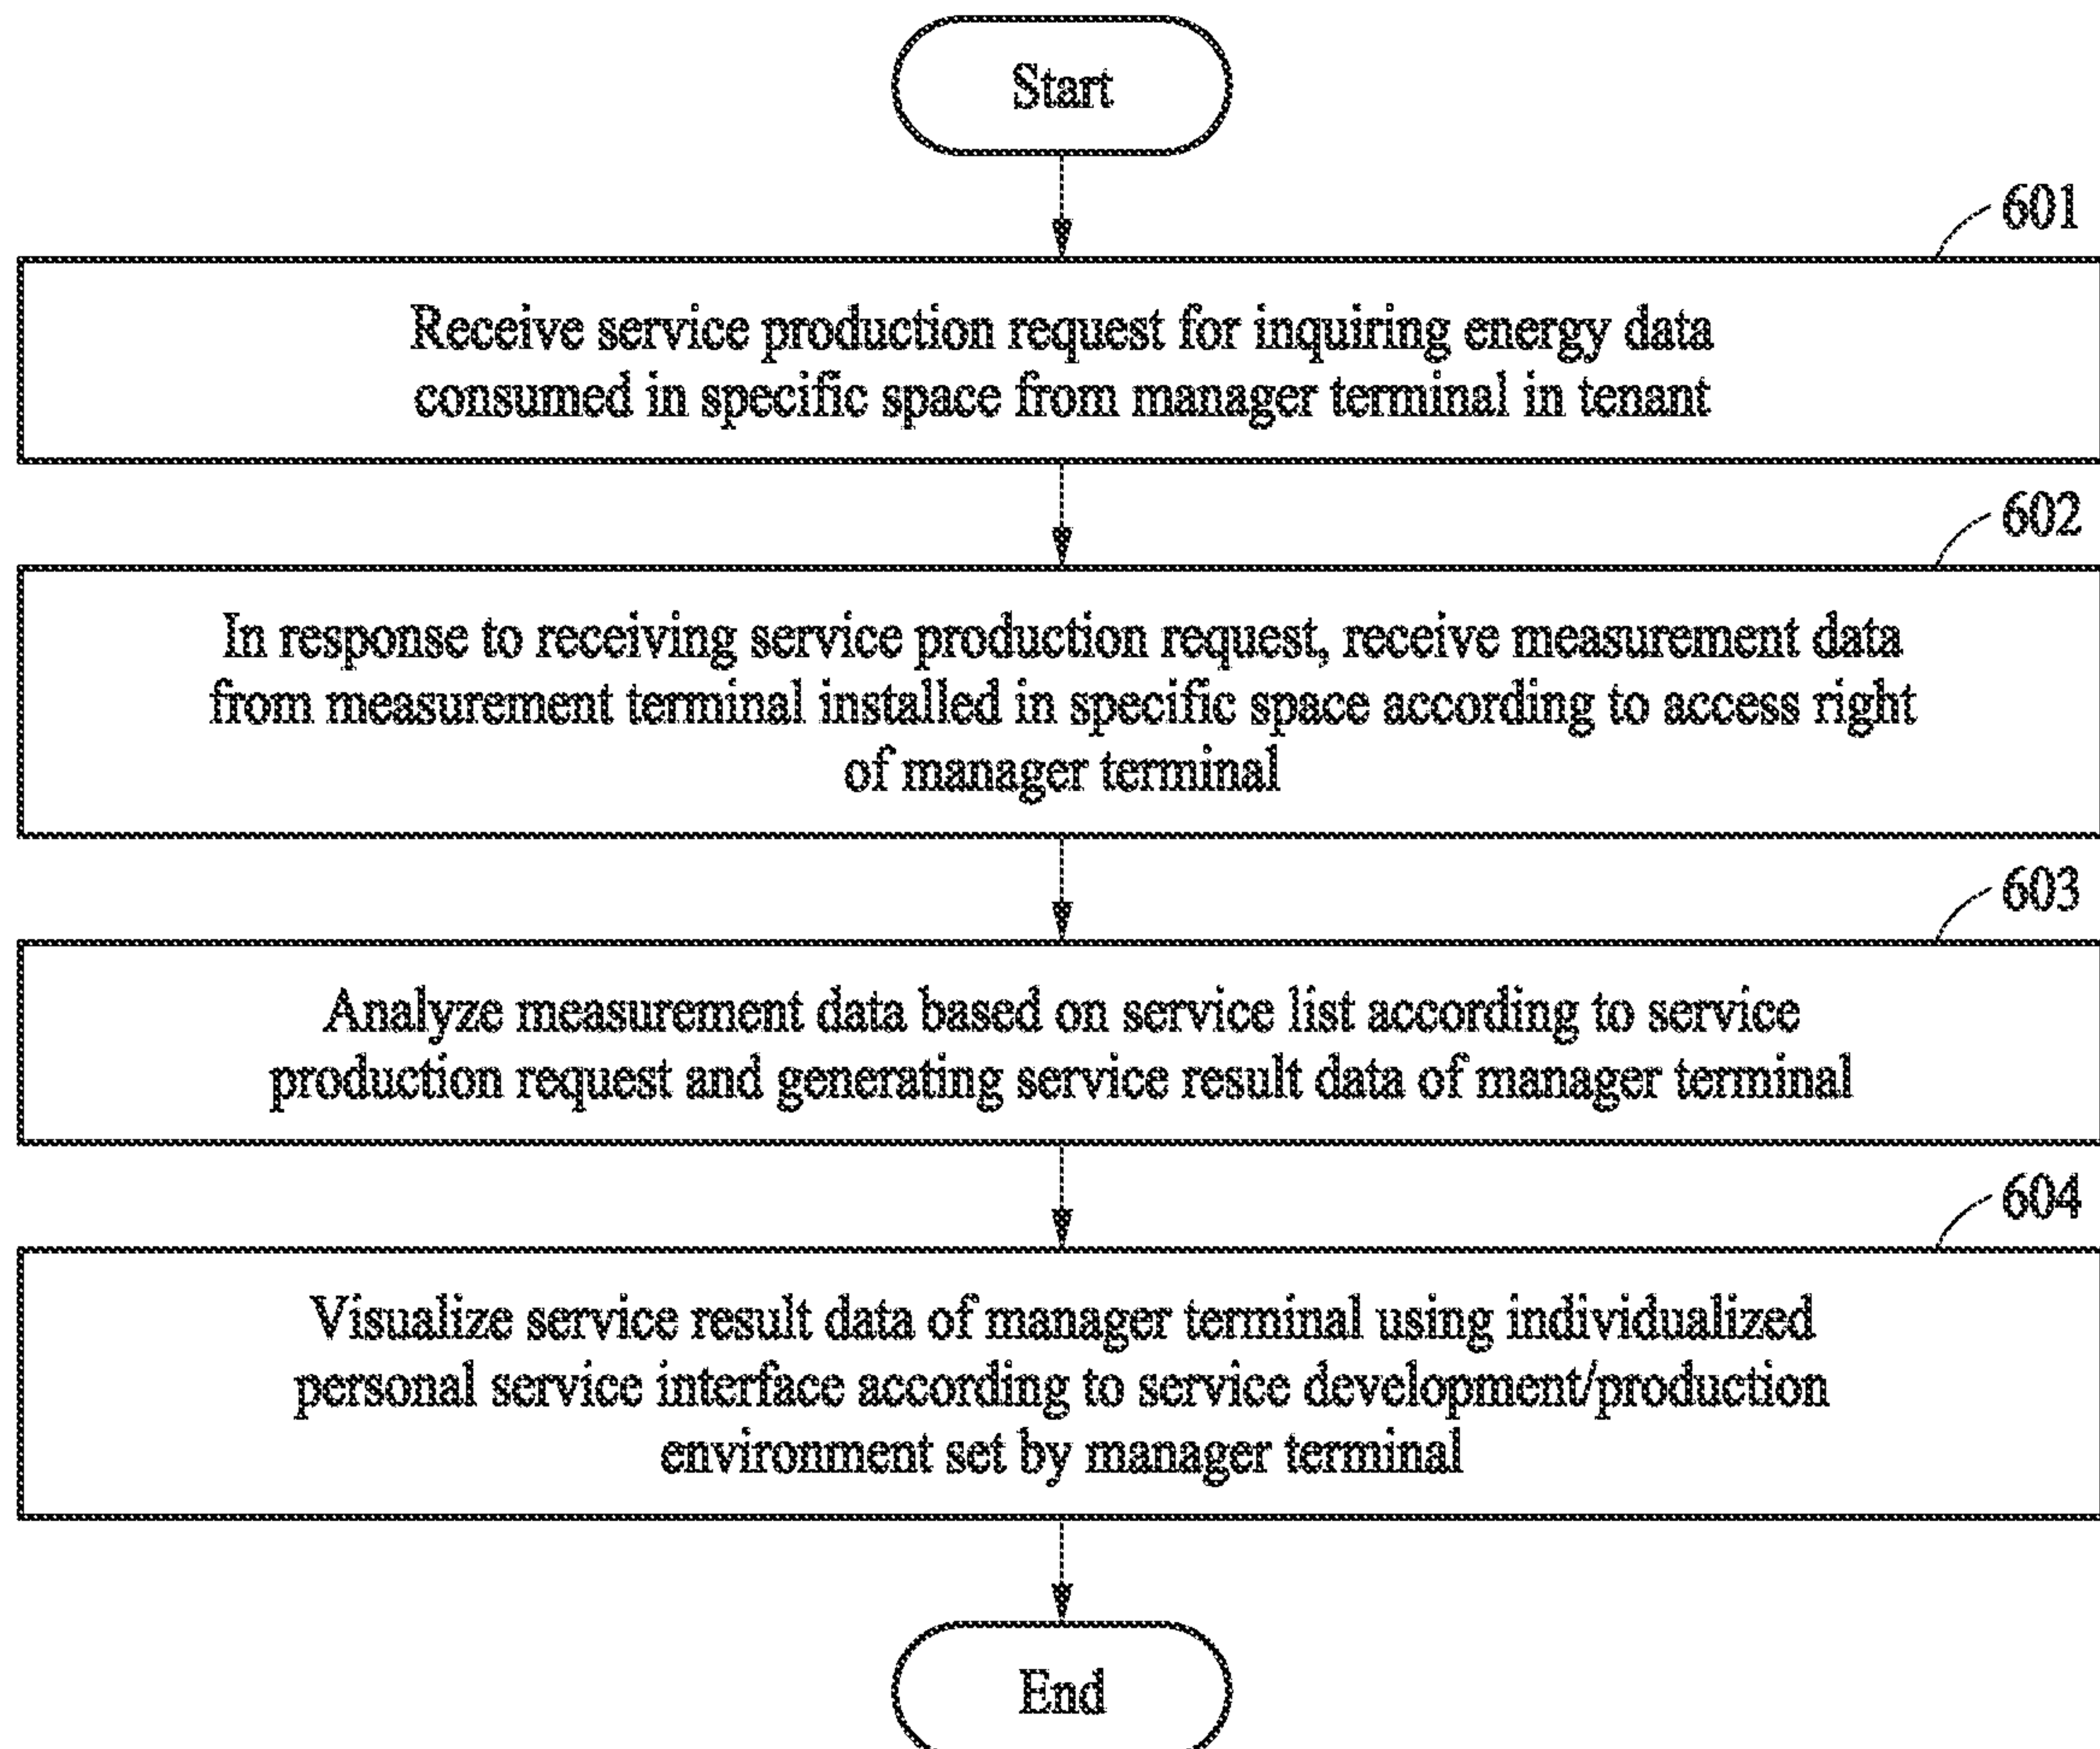 Start
601
Receive service production request for inquiring energy data
consumed in specific space from manager terminal in tenant
602
In response to receiving service production request, receive measurement data
from measurement terminal installed in specific space according to access right
of manager terminal
603
Analyze measurement data based on service list according to service
production request and generating service result data of manager terminal
604
Visualize service result data of manager terminal using individualized
personal service interface according to service development/production
environment set by manager terminal
End